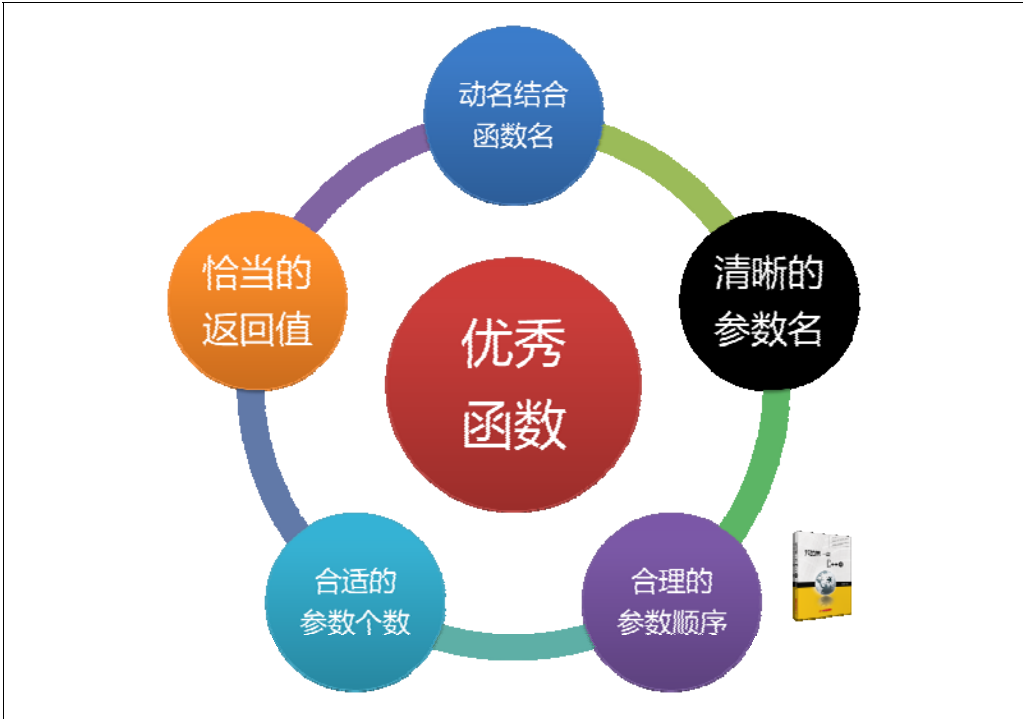 动名结合
函数名
清晰的
参数名
合理的
参数顺序
合适的
参数个数
恰当的
返回值
优秀
函数
C++